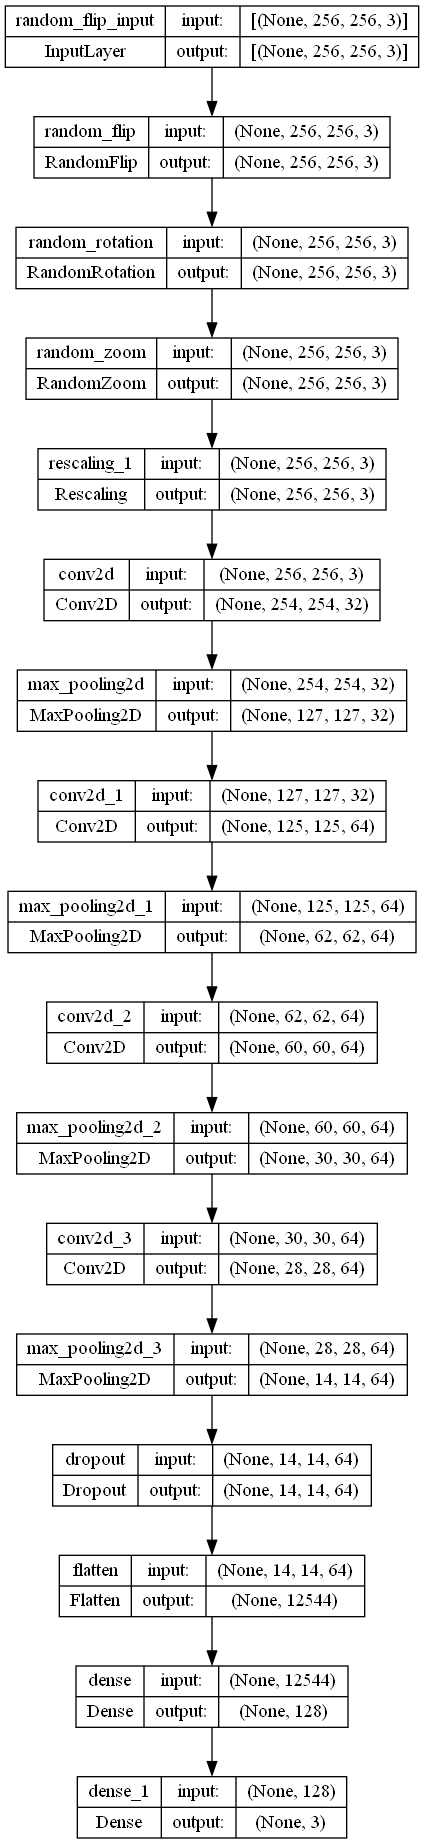 random_flip_input input: [(None, 256, 256, 3)]
InputLayer output: [(None, 256, 256, 3)]
random_flip input: (None, 256, 256, 3)
RandomFlip output: (None, 256, 256, 3)
random_rotation input: (None, 256, 256, 3)
RandomRotation output: (None, 256, 256, 3)
random_zoom input: (None, 256, 256, 3)
RandomZoom output: (None, 256, 256, 3)
rescaling_1 input: (None, 256, 256, 3)
Rescaling output: (None, 256, 256, 3)
conv2d input: (None, 256, 256, 3)
Conv2D output: (None, 254, 254, 32)
max_pooling2d input: (None, 254, 254, 32)
MaxPooling2D output: (None, 127, 127, 32)
conv2d_1 input: (None, 127, 127, 32)
Conv2D output: (None, 125, 125, 64)
max_pooling2d_1 input: (None, 125, 125, 64)
MaxPooling2D output: (None, 62, 62, 64)
conv2d_2 input: (None, 62, 62, 64)
Conv2D output: (None, 60, 60, 64)
max_pooling2d_2 input: (None, 60, 60, 64)
MaxPooling2D output: (None, 30, 30, 64)
conv2d_3 input: (None, 30, 30, 64)
Conv2D output: (None, 28, 28, 64)
max_pooling2d_3 input: (None, 28, 28, 64)
MaxPooling2D output: (None, 14, 14, 64)
dropout input: (None, 14, 14, 64)
Dropout output: (None, 14, 14, 64)
flatten input: (None, 14, 14, 64)
Flatten output: (None, 12544)
dense input: (None, 12544)
Dense output: (None, 128)
dense_1 input: (None, 128)
Dense output: (None, 3)